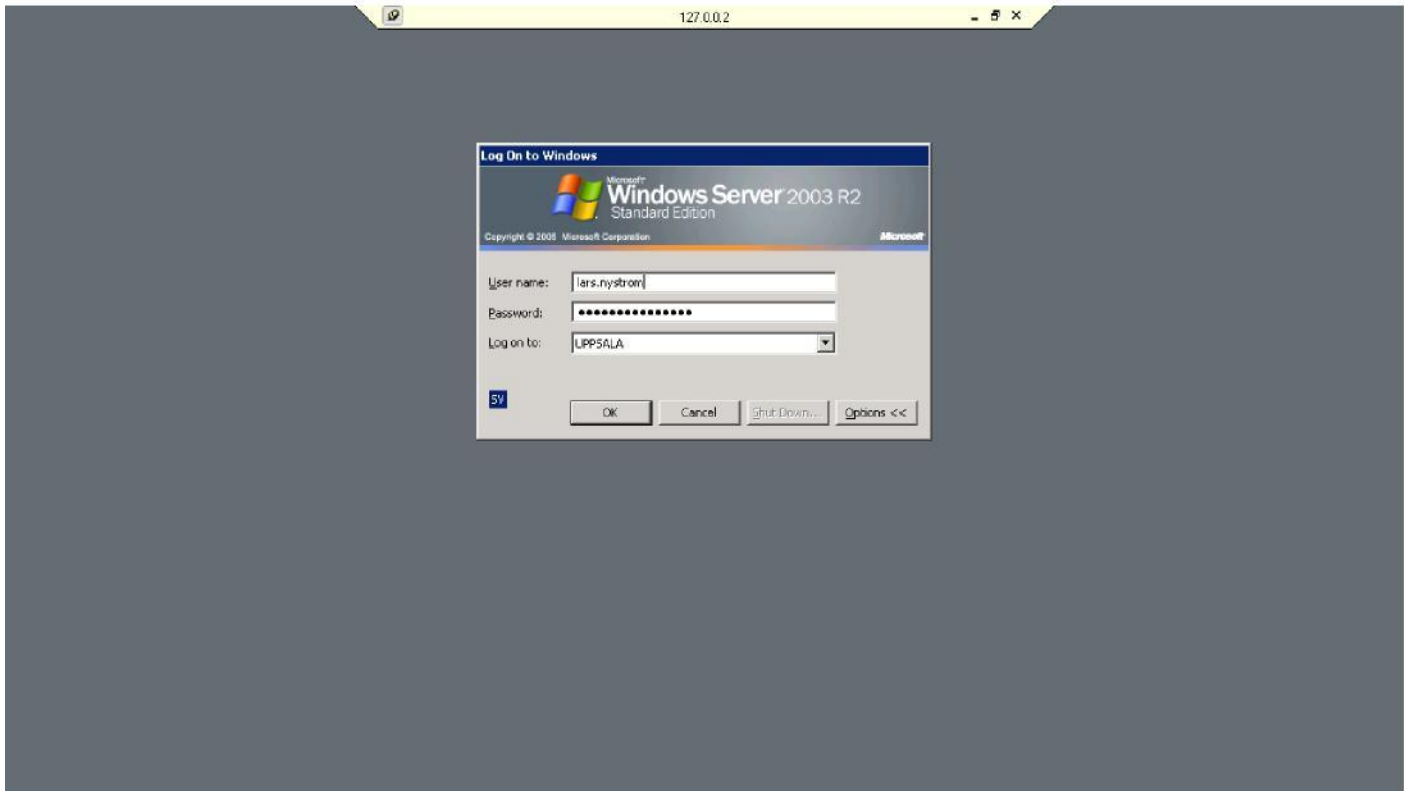 127.0.0.2
Log On to Windows
Microsoft
Windows Server 2003 R2
Standard Edition
Copyright © 2005 Microsoft Corporation
Microsoft
User name: lars.nystrom
Password: ●●●●●●●●●●●●●●●
Log on to: UPPSALA
SV
OK Cancel Shut Down... Options <<